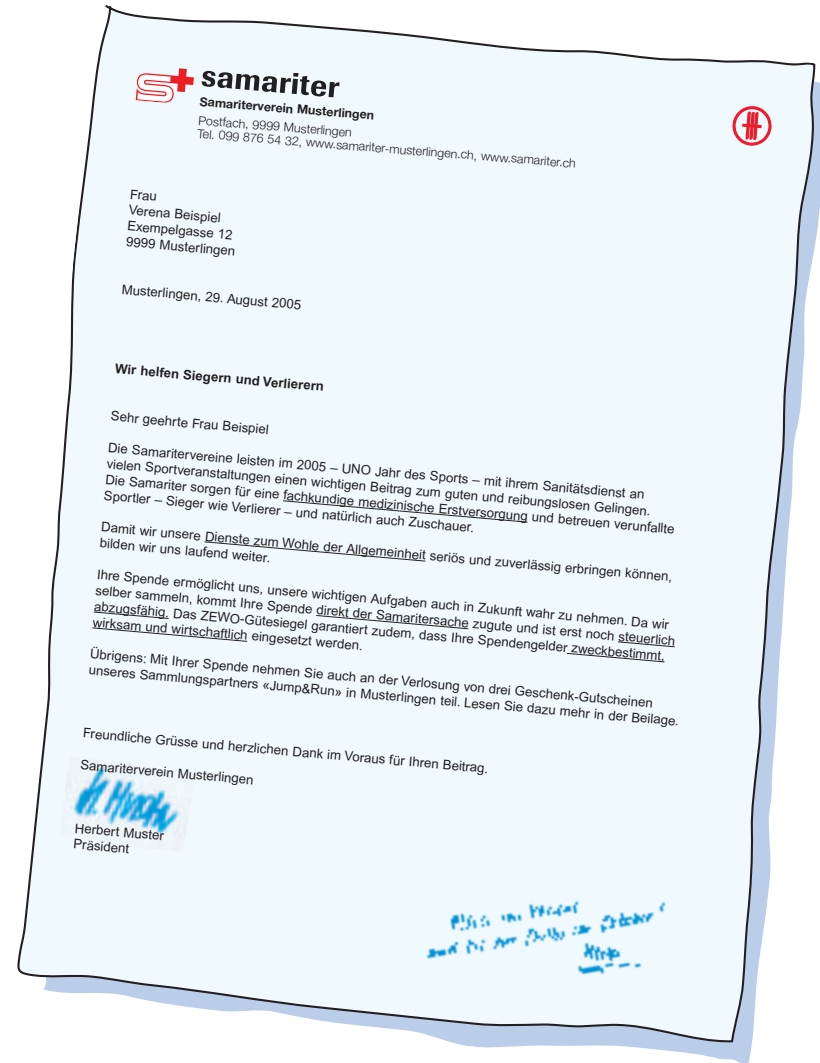 samariter
Samariterverein Musterlingen
Postfach, 9999 Musterlingen
Tel. 099 876 54 32, www.samariter-musterlingen.ch, www.samariter.ch
Frau
Verena Beispiel
Exempelgasse 12
9999 Musterlingen
Musterlingen, 29. August 2005
Wir helfen Siegern und Verlierern
Sehr geehrte Frau Beispiel
Die Samaritervereine leisten im 2005 – UNO Jahr des Sports – mit ihrem Sanitätsdienst an
vielen Sportveranstaltungen einen wichtigen Beitrag zum guten und reibungslosen Gelingen.
Die Samariter sorgen für eine fachkundige medizinische Erstversorgung und betreuen verunfallte
Sportler – Sieger wie Verlierer – und natürlich auch Zuschauer.
Damit wir unsere Dienste zum Wohle der Allgemeinheit seriös und zuverlässig erbringen können,
bilden wir uns laufend weiter.
Ihre Spende ermöglicht uns, unsere wichtigen Aufgaben auch in Zukunft wahr zu nehmen. Da wir
selber sammeln, kommt Ihre Spende direkt der Samaritersache zugute und ist erst noch steuerlich
abzugsfähig. Das ZEWO-Gütesiegel garantiert zudem, dass Ihre Spendengelder zweckbestimmt,
wirksam und wirtschaftlich eingesetzt werden.
Übrigens: Mit Ihrer Spende nehmen Sie auch an der Verlosung von drei Geschenk-Gutscheinen
unseres Sammlungspartners «Jump&Run» in Musterlingen teil. Lesen Sie dazu mehr in der Beilage.
Freundliche Grüsse und herzlichen Dank im Voraus für Ihren Beitrag.
Samariterverein Musterlingen
Herbert Muster
Präsident